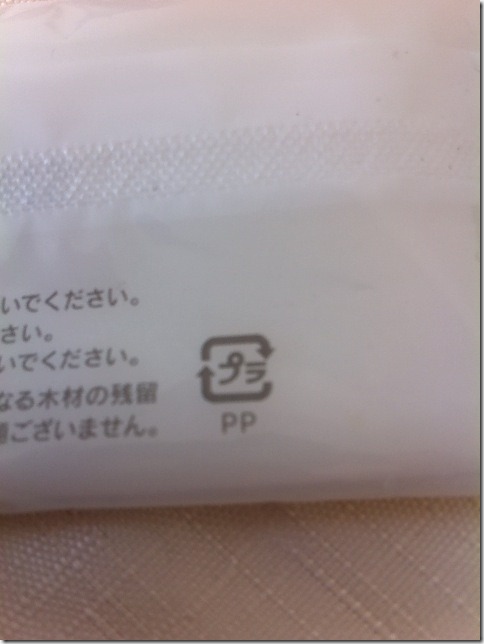 いでください。
さい。
いでください。
なる木材の残留
ございません。
プラ
PP